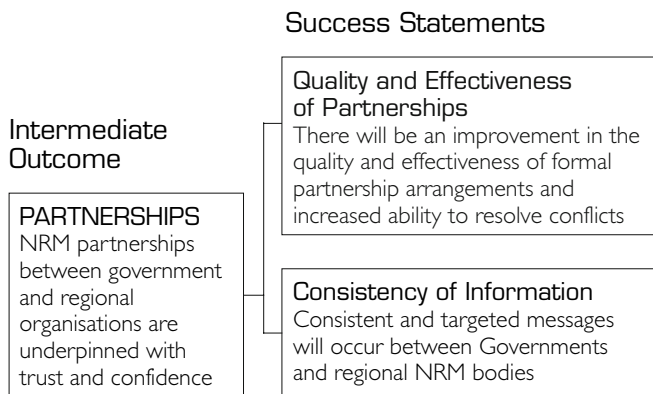 Success Statements
Intermediate
Outcome
PARTNERSHIPS
NRM partnerships
between government
and regional
organisations are
underpinned with
trust and confidence
Quality and Effectiveness
of Partnerships
There will be an improvement in the
quality and effectiveness of formal
partnership arrangements and
increased ability to resolve conflicts
Consistency of Information
Consistent and targeted messages
will occur between Governments
and regional NRM bodies